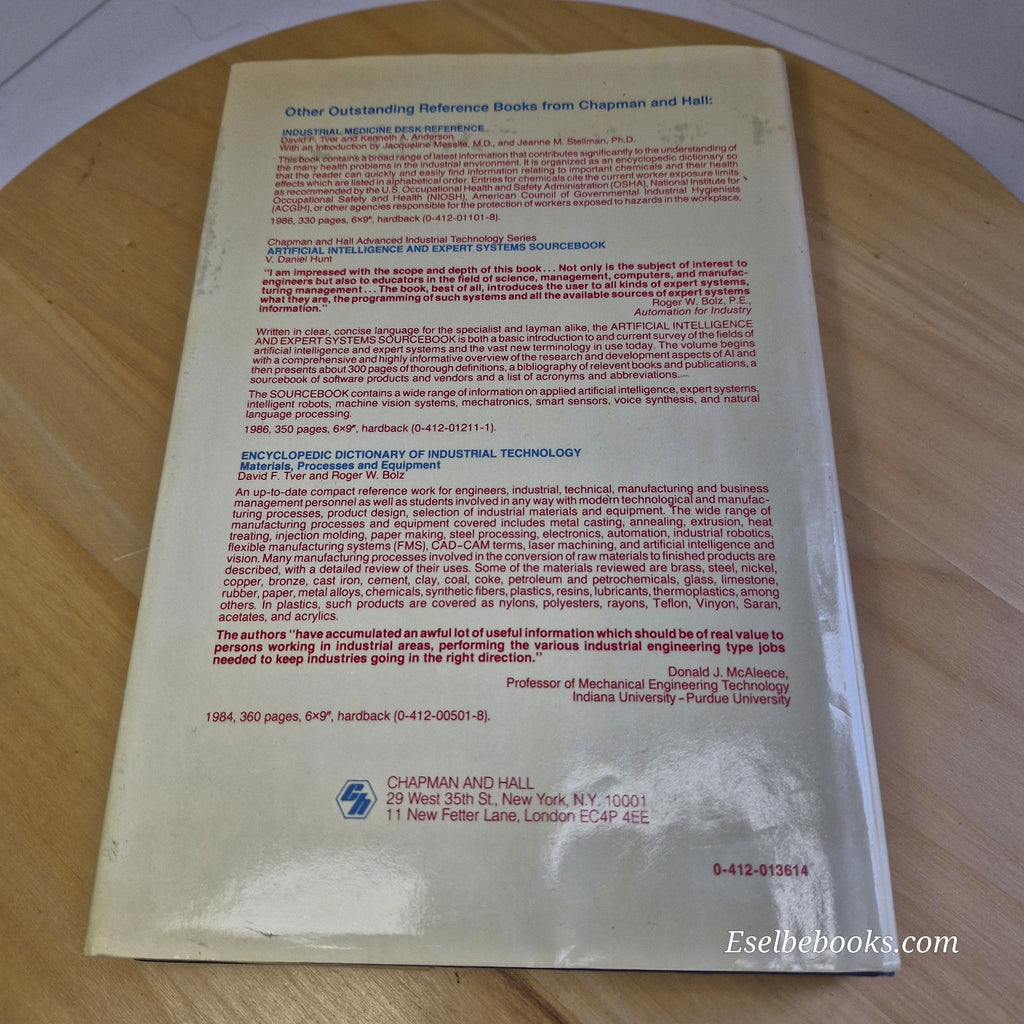 Other Outstanding Reference Books from Chapman and Hall:
INDUSTRIAL MEDICINE DESK REFERENCE
David F. Tver and Kenneth A. Anderson
With an Introduction by Jacqueline Messite, M.D., and Jeanne M. Stellman, Ph.D.
This book contains a broad range of latest information that contributes significantly to the understanding of
the many health problems in the industrial environment. It is organized as an encyclopedic dictionary so
that the reader can quickly and easily find information relating to important chemicals and their health
effects which are listed in alphabetical order. Entries for chemicals cite the current worker exposure limits
as recommended by the U.S. Occupational Health and Safety Administration (OSHA), National Institute for
Occupational Safety and Health (NIOSH), American Council of Governmental Industrial Hygienists
(ACGIH), or other agencies responsible for the protection of workers exposed to hazards in the workplace.
1986, 330 pages, 6×9″, hardback (0-412-01101-8).
Chapman and Hall Advanced Industrial Technology Series
ARTIFICIAL INTELLIGENCE AND EXPERT SYSTEMS SOURCEBOOK
V. Daniel Hunt
"I am impressed with the scope and depth of this book... Not only is the subject of interest to
engineers but also to educators in the field of science, management, computers, and manufac-
turing management... The book, best of all, introduces the user to all kinds of expert systems,
what they are, the programming of such systems and all the available sources of expert systems
information."
Roger W. Bolz, P.E.,
Automation for Industry
Written in clear, concise language for the specialist and layman alike, the ARTIFICIAL INTELLIGENCE
AND EXPERT SYSTEMS SOURCEBOOK is both a basic introduction to and current survey of the fields of
artificial intelligence and expert systems and the vast new terminology in use today. The volume begins
with a comprehensive and highly informative overview of the research and development aspects of AI and
then presents about 300 pages of thorough definitions, a bibliography of relevent books and publications, a
sourcebook of software products and vendors and a list of acronyms and abbreviations.
The SOURCEBOOK contains a wide range of information on applied artificial intelligence, expert systems,
intelligent robots, machine vision systems, mechatronics, smart sensors, voice synthesis, and natural
language processing.
1986, 350 pages, 6×9″, hardback (0-412-01211-1).
ENCYCLOPEDIC DICTIONARY OF INDUSTRIAL TECHNOLOGY
Materials, Processes and Equipment
David F. Tver and Roger W. Bolz
An up-to-date compact reference work for engineers, industrial, technical, manufacturing and business
management personnel as well as students involved in any way with modern technological and manufac-
turing processes, product design, selection of industrial materials and equipment. The wide range of
manufacturing processes and equipment covered includes metal casting, annealing, extrusion, heat
treating, injection molding, paper making, steel processing, electronics, automation, industrial robotics,
flexible manufacturing systems (FMS), CAD–CAM terms, laser machining, and artificial intelligence and
vision. Many manufacturing processes involved in the conversion of raw materials to finished products are
described, with a detailed review of their uses. Some of the materials reviewed are brass, steel, nickel,
copper, bronze, cast iron, cement, clay, coal, coke, petroleum and petrochemicals, glass, limestone,
rubber, paper, metal alloys, chemicals, synthetic fibers, plastics, resins, lubricants, thermoplastics, among
others. In plastics, such products are covered as nylons, polyesters, rayons, Teflon, Vinyon, Saran,
acetates, and acrylics.
The authors "have accumulated an awful lot of useful information which should be of real value to
persons working in industrial areas, performing the various industrial engineering type jobs
needed to keep industries going in the right direction."
Donald J. McAleece,
Professor of Mechanical Engineering Technology
Indiana University–Purdue University
1984, 360 pages, 6×9″, hardback (0-412-00501-8).
CHAPMAN AND HALL
29 West 35th St., New York, N.Y. 10001
11 New Fetter Lane, London EC4P 4EE
0-412-013614
Eselbebooks.com